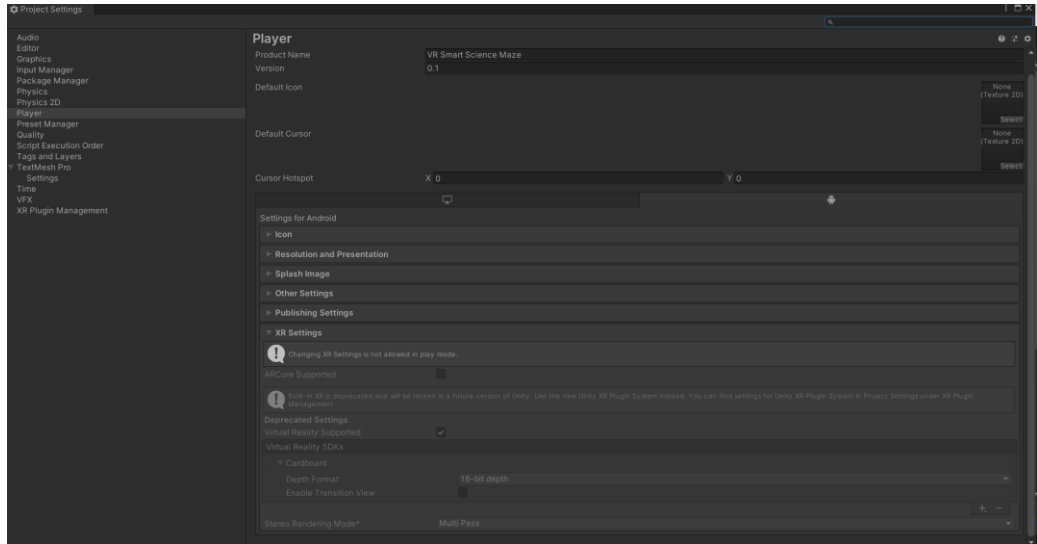 Project Settings
Audio
Editor
Graphics
Input Manager
Package Manager
Physics
Physics 2D
Player
Preset Manager
Quality
Script Execution Order
Tags and Layers
TextMesh Pro
Settings
Time
VFX
XR Plugin Management
Player
Product Name VR Smart Science Maze
Version 0.1
Default Icon
None
(Texture 2D)
Select
Default Cursor
None
(Texture 2D)
Select
Cursor Hotspot X 0 Y 0
Settings for Android
Icon
Resolution and Presentation
Splash Image
Other Settings
Publishing Settings
XR Settings
Changing XR Settings is not allowed in play mode.
ARCore Supported
Built-in XR is deprecated and will be retired in a future version of Unity. Use the new Unity XR Plugin System instead. You can find settings for Unity XR Plugin System in Project Settings under XR Plugin
Management.
Deprecated Settings
Virtual Reality Supported
Virtual Reality SDKs
Cardboard
Depth Format 16-bit depth
Enable Transition View
Stereo Rendering Mode* Multi Pass